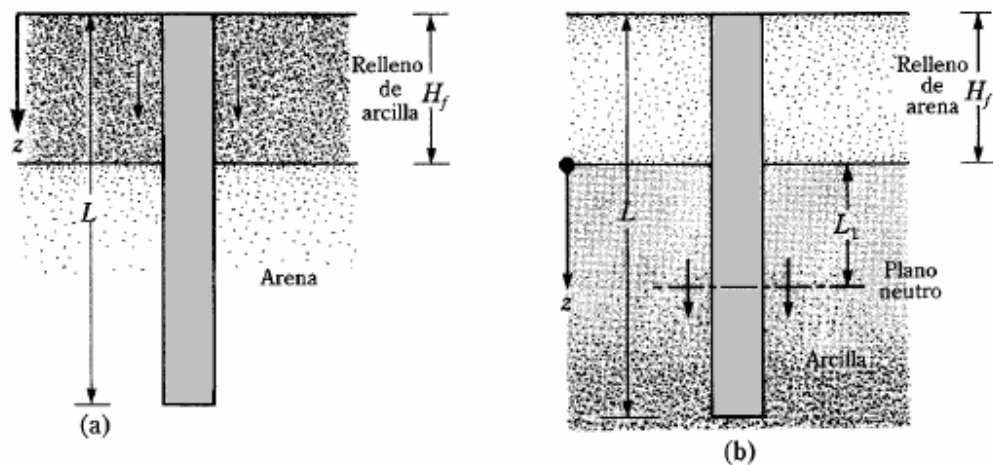 Relleno
de
arcilla
H_f
z
L
Arena
(a)
Relleno
de
arena
H_f
L
L_1
Plano
neutro
z
Arcilla
(b)